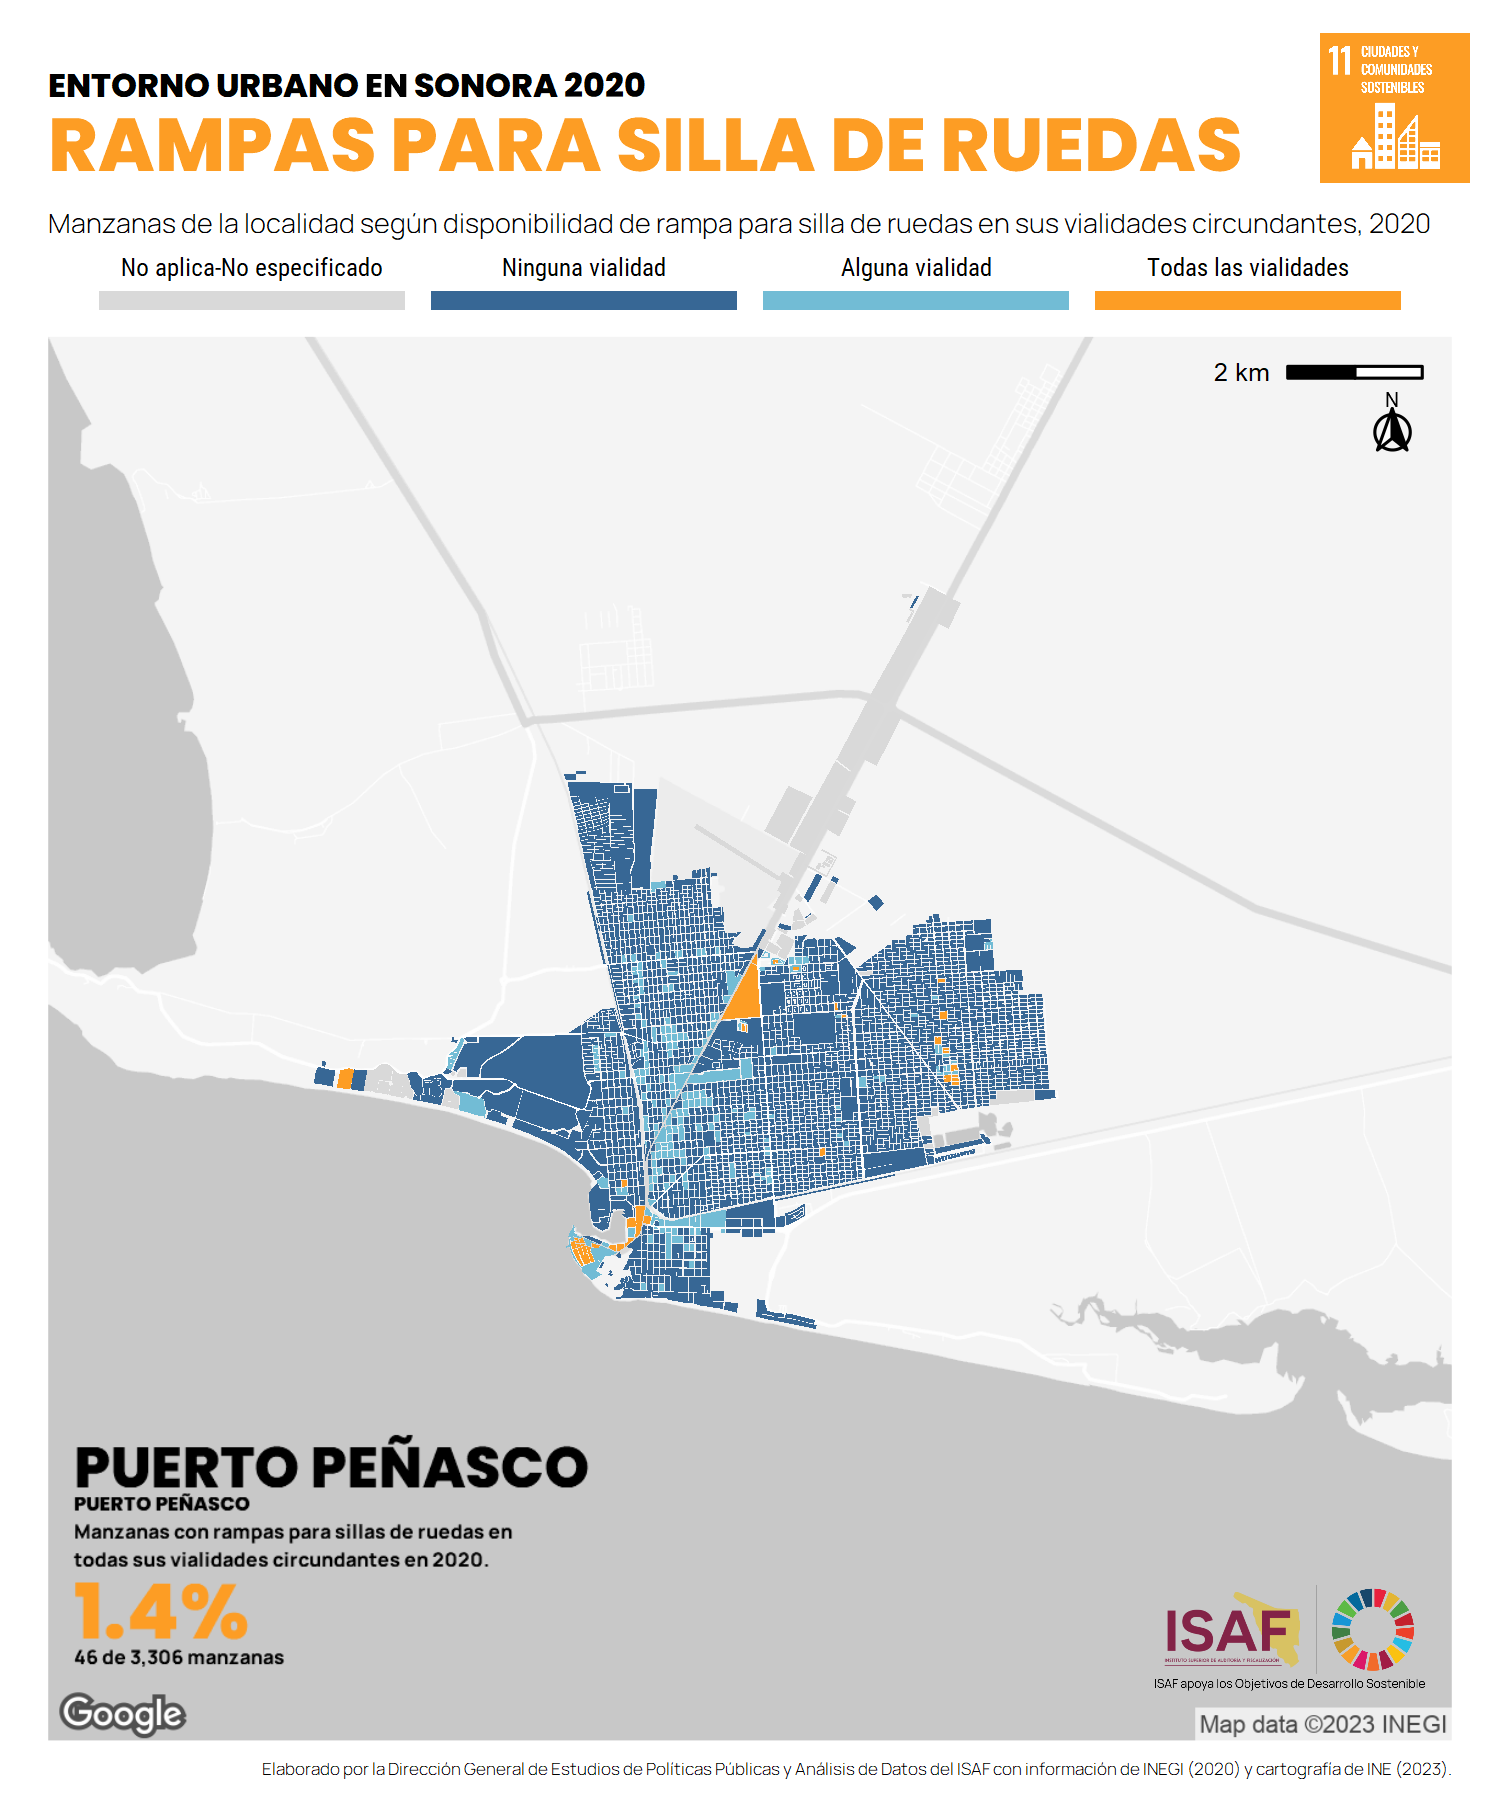 11 CIUDADES Y
COMUNIDADES
SOSTENIBLES
ENTORNO URBANO EN SONORA 2020
RAMPAS PARA SILLA DE RUEDAS
Manzanas de la localidad según disponibilidad de rampa para silla de ruedas en sus vialidades circundantes, 2020
No aplica-No especificado Ninguna vialidad Alguna vialidad Todas las vialidades
2 km
N
PUERTO PEÑASCO
PUERTO PEÑASCO
Manzanas con rampas para sillas de ruedas en
todas sus vialidades circundantes en 2020.
1.4%
46 de 3,306 manzanas
ISAF
INSTITUTO SUPERIOR DE AUDITORÍA Y FISCALIZACIÓN
ISAF apoya los Objetivos de Desarrollo Sostenible
Google
Map data ©2023 INEGI
Elaborado por la Dirección General de Estudios de Políticas Públicas y Análisis de Datos del ISAF con información de INEGI (2020) y cartografía de INE (2023).